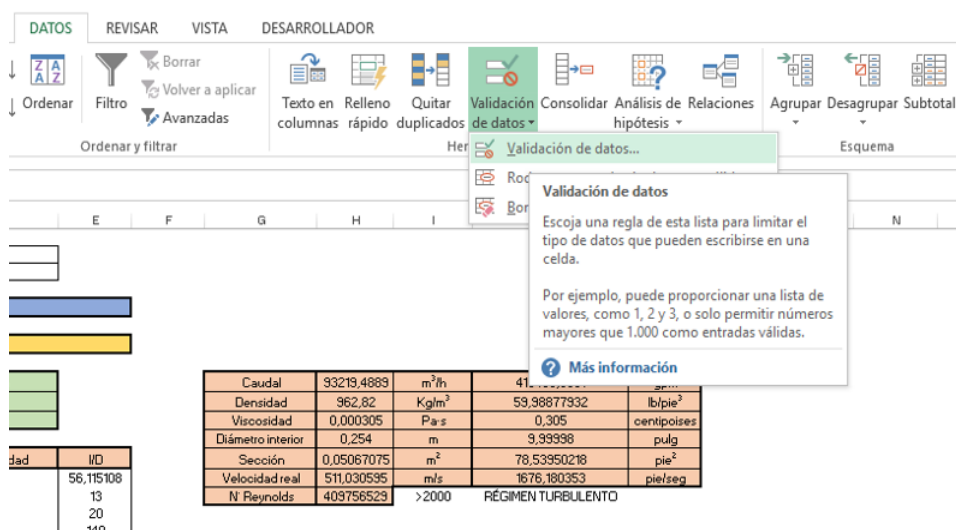 DATOS REVISAR VISTA DESARROLLADOR
Ordenar Filtro Borrar
Volver a aplicar
Avanzadas
Texto en columnas
Relleno rápido
Quitar duplicados
Validación de datos
Consolidar
Análisis de hipótesis
Relaciones
Agrupar Desagrupar Subtotal
Ordenar y filtrar
Esquema
Validación de datos...
Validación de datos
Escoja una regla de esta lista para limitar el
tipo de datos que pueden escribirse en una
celda.
Por ejemplo, puede proporcionar una lista de
valores, como 1, 2 y 3, o solo permitir números
mayores que 1.000 como entradas válidas.
Más información
E F G H I N
Caudal 93219,4889 m³/h
Densidad 962,82 Kg/m³ 59,98877932 lb/pie³
Viscosidad 0,000305 Pa·s 0,305 centipoises
Diámetro interior 0,254 m 9,99998 pulg
Sección 0,05067075 m² 78,53950218 pie²
Velocidad real 511,030595 m/s 1676,180353 pie/seg
N° Reynolds 409756529 >2000 RÉGIMEN TURBULENTO
l/D
56,115108
13
20